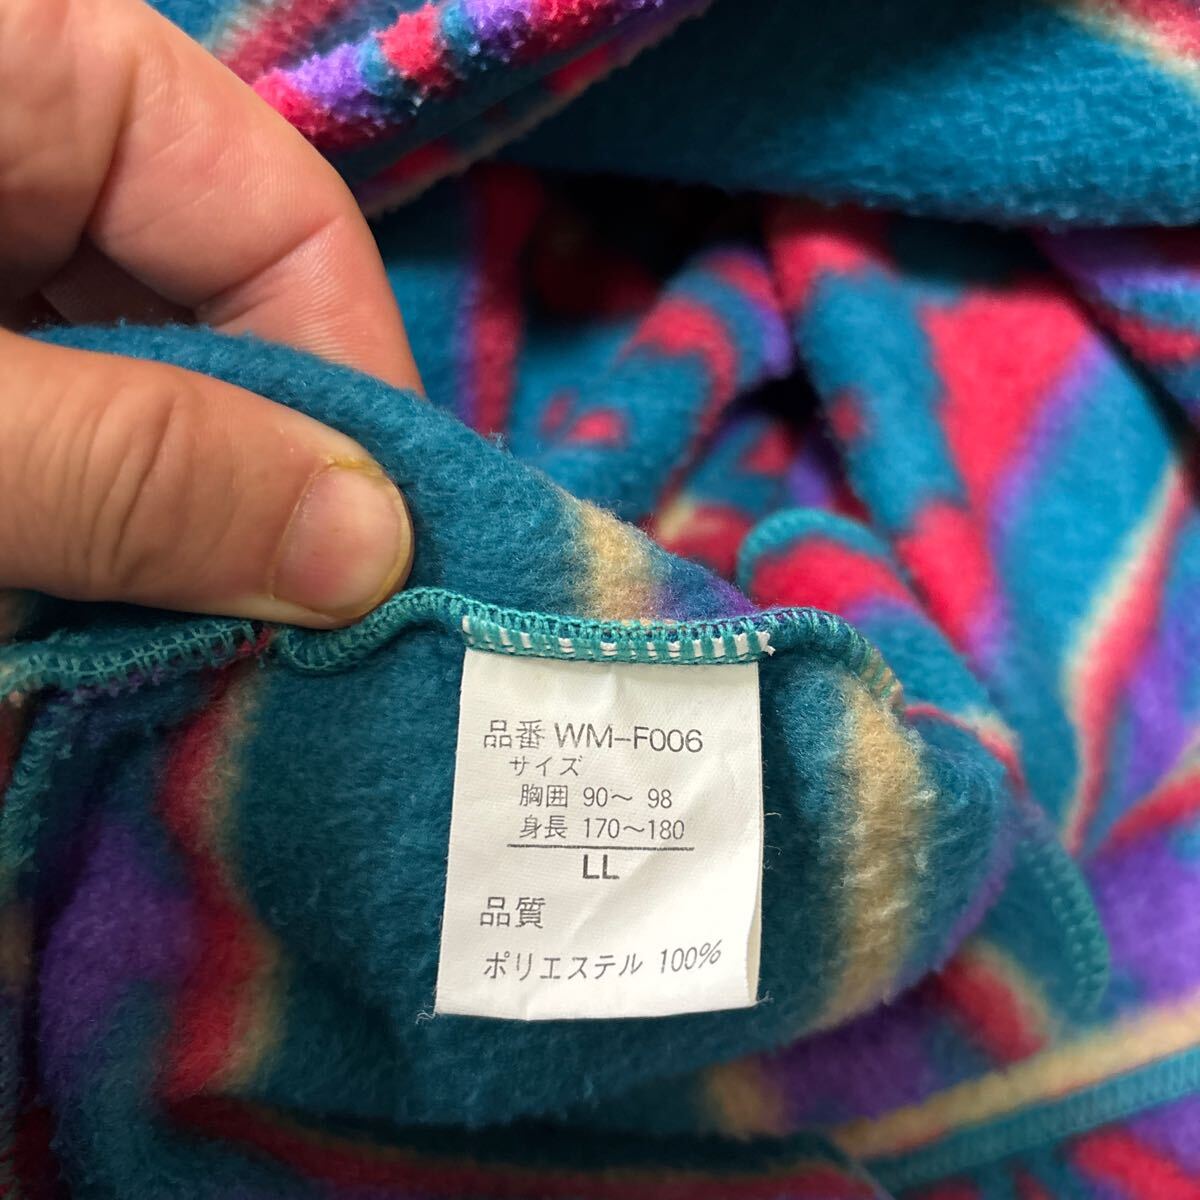 品番 WM-F006
サイズ
胸囲 90～ 98
身長 170～180
LL
品質
ポリエステル 100%